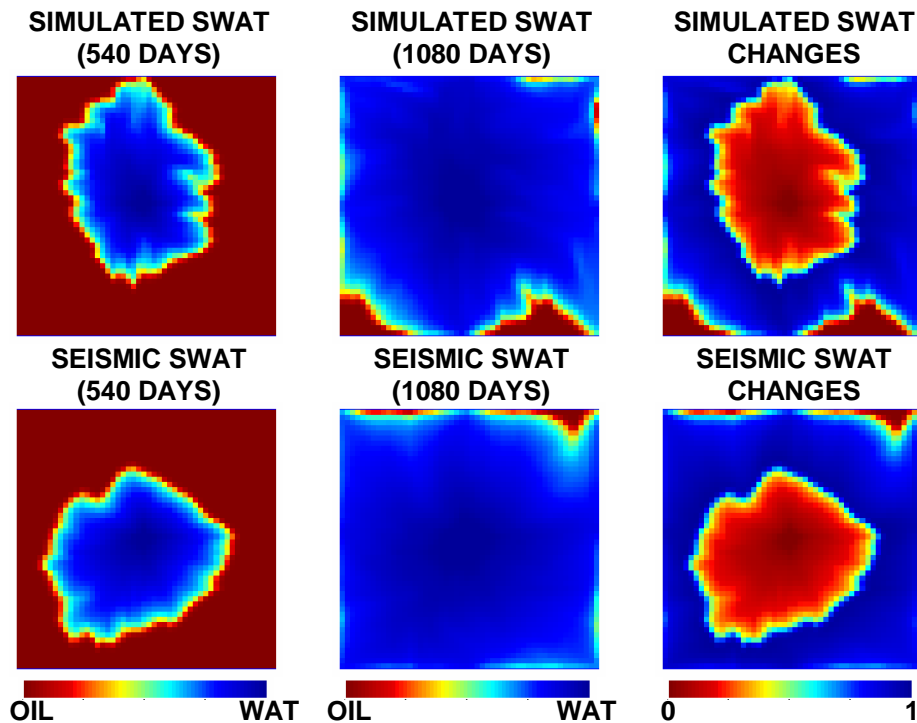 SIMULATED SWAT
(540 DAYS)
SIMULATED SWAT
(1080 DAYS)
SIMULATED SWAT
CHANGES
SEISMIC SWAT
(540 DAYS)
SEISMIC SWAT
(1080 DAYS)
SEISMIC SWAT
CHANGES
OIL WAT
OIL WAT
0 1